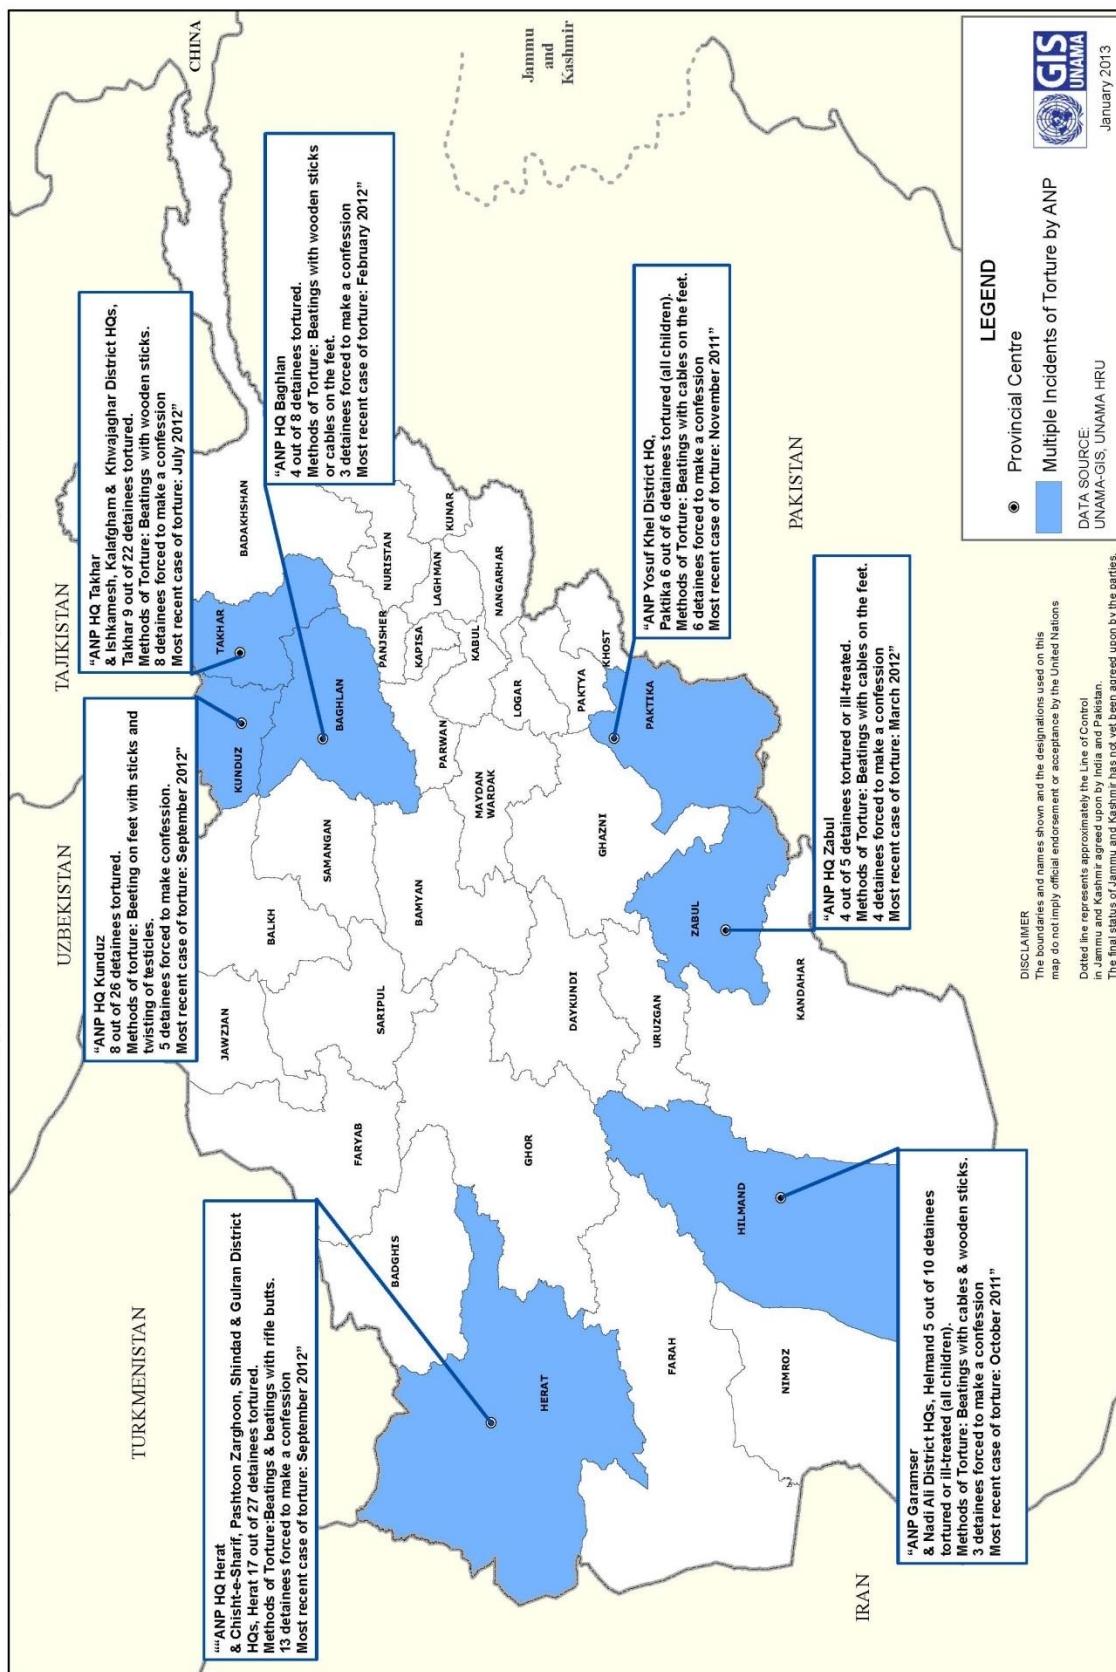 CHINA
TAJIKISTAN
UZBEKISTAN
TURKMENISTAN
IRAN
PAKISTAN
Jammu
and
Kashmir
""ANP HQ Herat
& Chisht-e-Sharif, Pashtoon Zarghoon, Shindad & Gulran District
HQs, Herat 17 out of 27 detainees tortured.
Methods of Torture:Beatings & beatings with rifle butts.
13 detainees forced to make a confession
Most recent case of torture: September 2012"
"ANP HQ Kunduz
8 out of 26 detainees tortured.
Methods of torture: Beeting on feet with sticks and
twisting of testicles.
5 detainees forced to make confession.
Most recent case of torture: September 2012"
"ANP HQ Takhar
& Ishkamesh, Kalafgham & Khwajaghar District HQs,
Takhar 9 out of 22 detainees tortured.
Methods of Torture: Beatings with wooden sticks.
8 detainees forced to make a confession
Most recent case of torture: July 2012"
"ANP HQ Baghlan
4 out of 8 detainees tortured.
Methods of Torture: Beatings with wooden sticks
or cables on the feet.
3 detainees forced to make a confession
Most recent case of torture: February 2012"
"ANP Yosuf Khel District HQ,
Paktika 6 out of 6 detainees tortured (all children).
Methods of Torture: Beatings with cables on the feet.
6 detainees forced to make a confession
Most recent case of torture: November 2011"
"ANP HQ Zabul
4 out of 5 detainees tortured or ill-treated.
Methods of Torture: Beatings with cables on the feet.
4 detainees forced to make a confession
Most recent case of torture: March 2012"
"ANP Garamser
& Nadi Ali District HQs, Helmand 5 out of 10 detainees
tortured or ill-treated (all children).
Methods of Torture: Beatings with cables & wooden sticks.
3 detainees forced to make a confession
Most recent case of torture: October 2011"
BADAKHSHAN
TAKHAR
KUNDUZ
BAGHLAN
BALKH
SAMANGAN
JAWZJAN
SARIPUL
FARYAB
BADGHIS
HERAT
GHOR
BAMYAN
PARWAN
PANJSHER
KAPISA
NURISTAN
LAGHMAN
KUNAR
NANGARHAR
KABUL
LOGAR
MAYDAN
WARDAK
PAKTYA
KHOST
PAKTIKA
GHAZNI
DAYKUNDI
URUZGAN
ZABUL
KANDAHAR
HILMAND
FARAH
NIMROZ
LEGEND
Provincial Centre
Multiple Incidents of Torture by ANP
DATA SOURCE:
UNAMA-GIS, UNAMA HRU
GIS
UNAMA
January 2013
DISCLAIMER
The boundaries and names shown and the designations used on this
map do not imply official endorsement or acceptance by the United Nations
Dotted line represents approximately the Line of Control
in Jammu and Kashmir agreed upon by India and Pakistan.
The final status of Jammu and Kashmir has not yet been agreed upon by the parties.